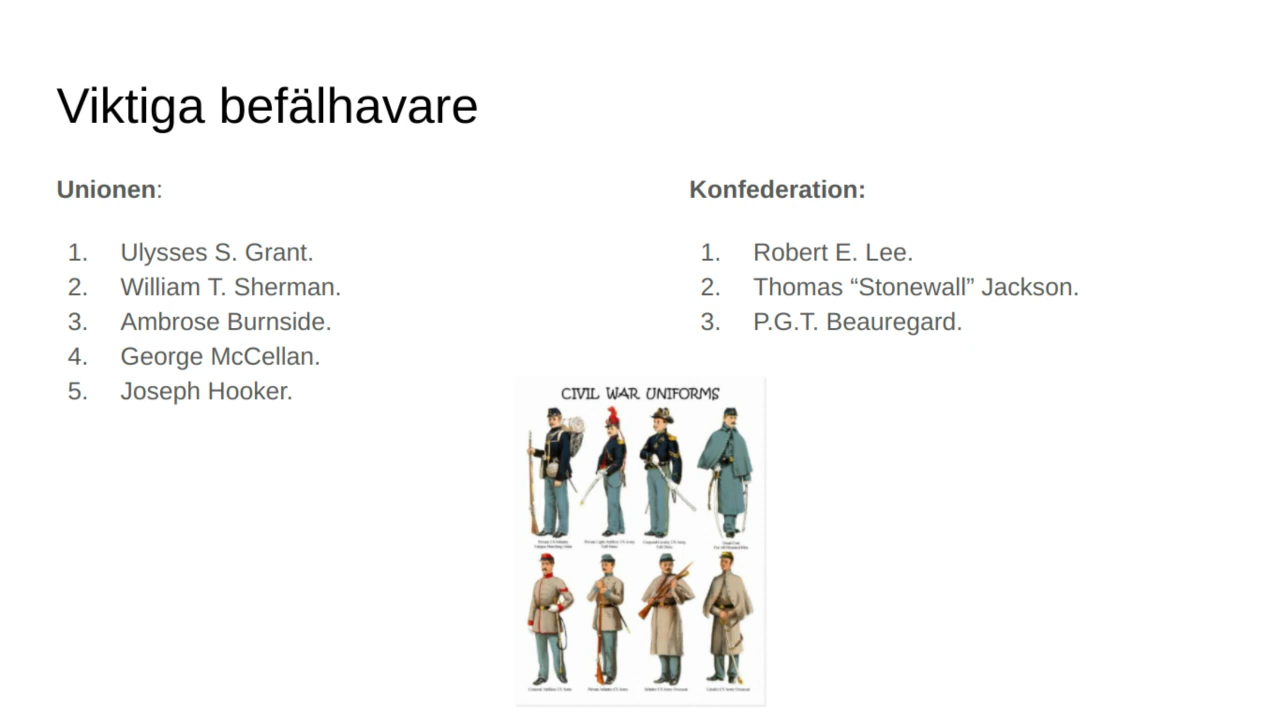 Viktiga befälhavare
Unionen:
1. Ulysses S. Grant.
2. William T. Sherman.
3. Ambrose Burnside.
4. George McCellan.
5. Joseph Hooker.
Konfederation:
1. Robert E. Lee.
2. Thomas “Stonewall” Jackson.
3. P.G.T. Beauregard.
CIVIL WAR UNIFORMS